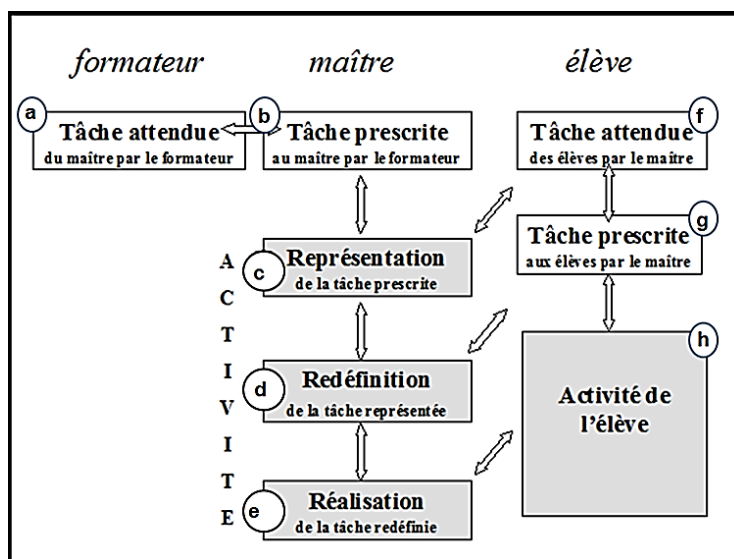 formateur
maître
élève
a
Tâche attendue
du maître par le formateur
b
Tâche prescrite
au maître par le formateur
f
Tâche attendue
des élèves par le maître
g
Tâche prescrite
aux élèves par le maître
ACTIVITE
c
Représentation
de la tâche prescrite
d
Redéfinition
de la tâche représentée
e
Réalisation
de la tâche redéfinie
h
Activité de
l'élève